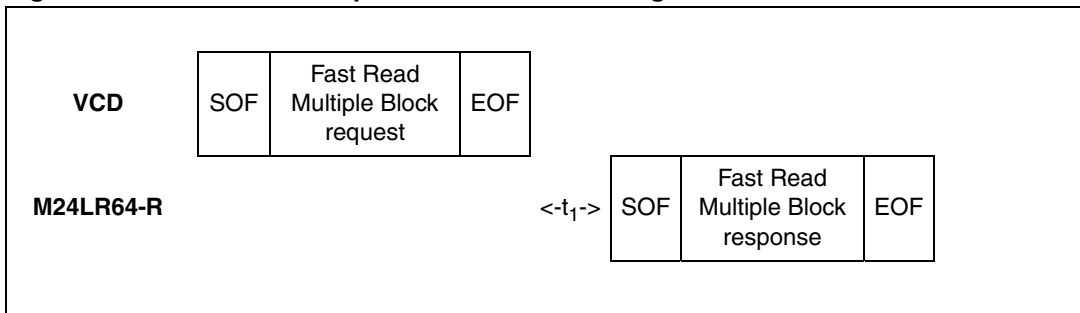 VCD
SOF
Fast Read
Multiple Block
request
EOF
M24LR64-R
<-t₁->
SOF
Fast Read
Multiple Block
response
EOF